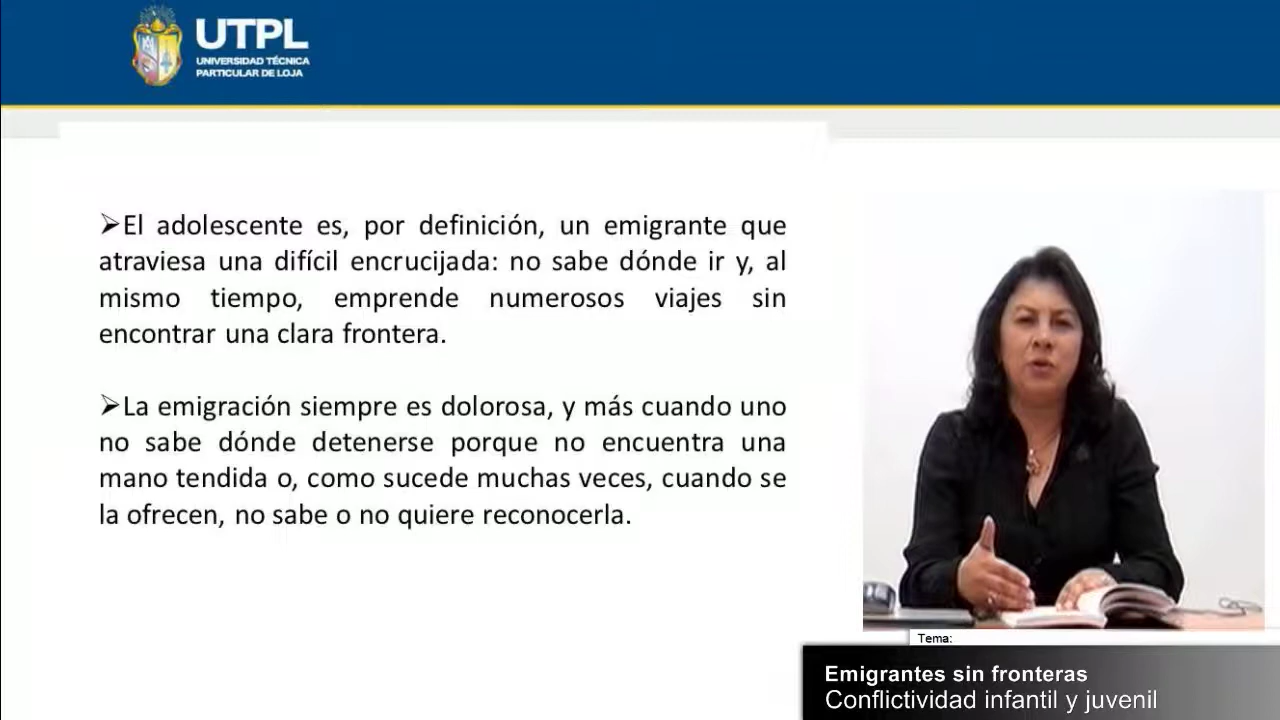 UTPL
UNIVERSIDAD TÉCNICA
PARTICULAR DE LOJA
➢El adolescente es, por definición, un emigrante que
atraviesa una difícil encrucijada: no sabe dónde ir y, al
mismo tiempo, emprende numerosos viajes sin
encontrar una clara frontera.
➢La emigración siempre es dolorosa, y más cuando uno
no sabe dónde detenerse porque no encuentra una
mano tendida o, como sucede muchas veces, cuando se
la ofrecen, no sabe o no quiere reconocerla.
Tema:
Emigrantes sin fronteras
Conflictividad infantil y juvenil